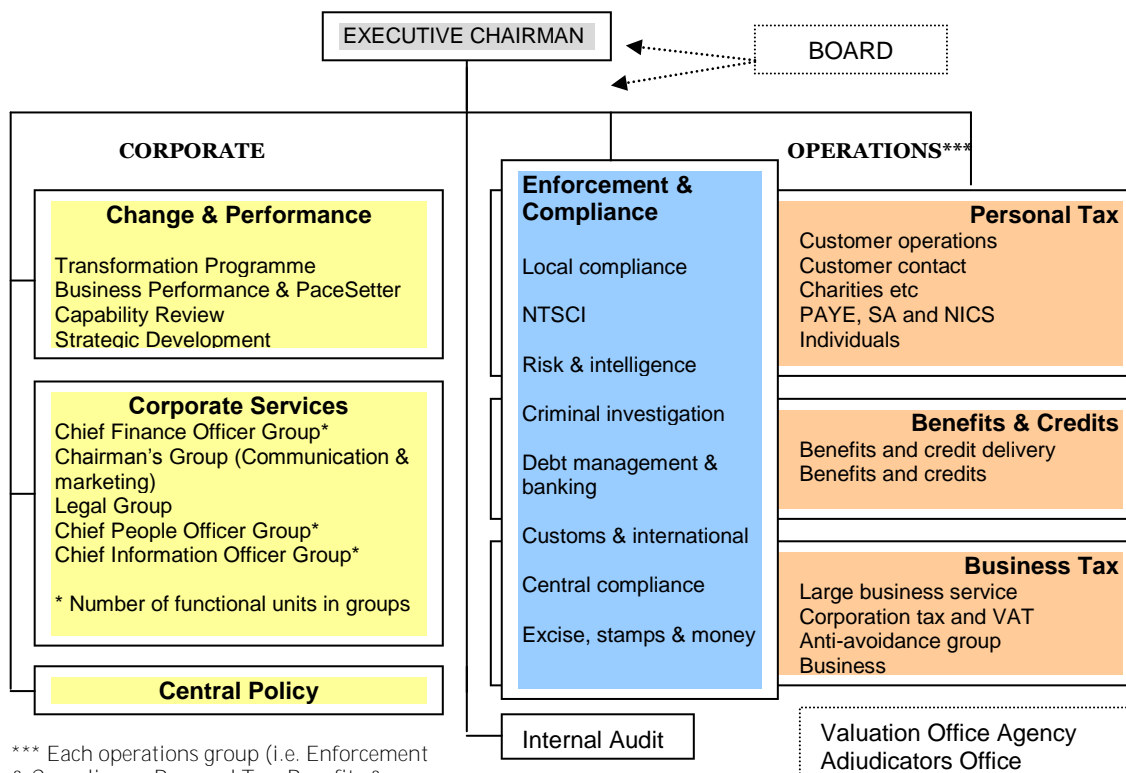 EXECUTIVE CHAIRMAN
BOARD
CORPORATE
OPERATIONS***
Change & Performance
Transformation Programme
Business Performance & PaceSetter
Capability Review
Strategic Development
Corporate Services
Chief Finance Officer Group*
Chairman's Group (Communication &
marketing)
Legal Group
Chief People Officer Group*
Chief Information Officer Group*
* Number of functional units in groups
Central Policy
Enforcement &
Compliance
Local compliance
NTSCI
Risk & intelligence
Criminal investigation
Debt management &
banking
Customs & international
Central compliance
Excise, stamps & money
Personal Tax
Customer operations
Customer contact
Charities etc
PAYE, SA and NICS
Individuals
Benefits & Credits
Benefits and credit delivery
Benefits and credits
Business Tax
Large business service
Corporation tax and VAT
Anti-avoidance group
Business
Internal Audit
Valuation Office Agency
Adjudicators Office
*** Each operations group (i.e. Enforcement